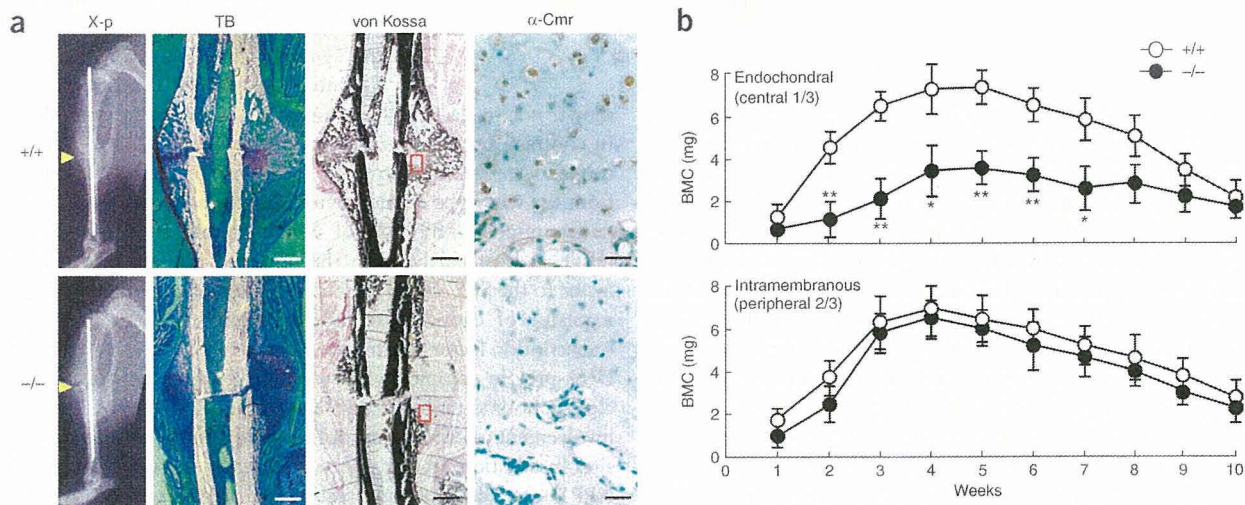 a
X-p TB von Kossa α-Cmr
+/+
−/−
b
+/+
−/−
Endochondral
(central 1/3)
BMC (mg)
8
6
4
2
0
** ** * ** ** *
Intramembranous
(peripheral 2/3)
BMC (mg)
8
6
4
2
0
0 1 2 3 4 5 6 7 8 9 10
Weeks